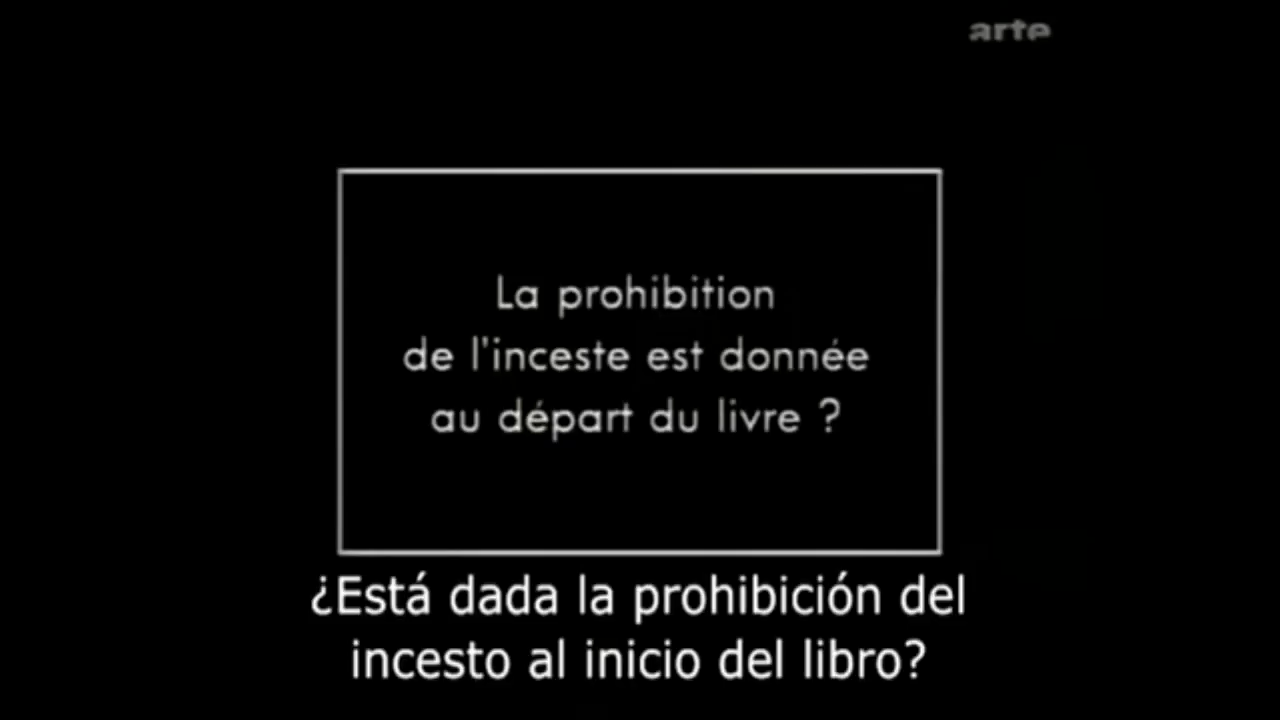 arte
La prohibition
de l'inceste est donnée
au départ du livre ?
¿Está dada la prohibición del
incesto al inicio del libro?